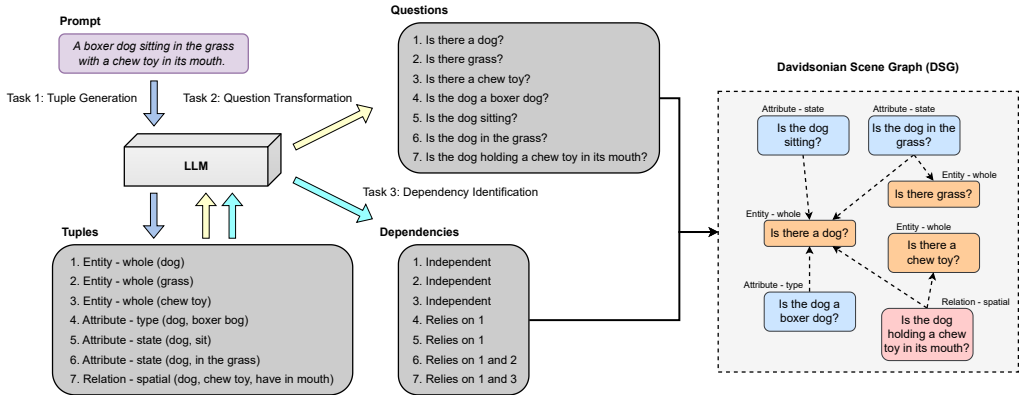 Prompt
A boxer dog sitting in the grass
with a chew toy in its mouth.
Task 1: Tuple Generation
Task 2: Question Transformation
LLM
Task 3: Dependency Identification
Questions
1. Is there a dog?
2. Is there grass?
3. Is there a chew toy?
4. Is the dog a boxer dog?
5. Is the dog sitting?
6. Is the dog in the grass?
7. Is the dog holding a chew toy in its mouth?
Tuples
1. Entity - whole (dog)
2. Entity - whole (grass)
3. Entity - whole (chew toy)
4. Attribute - type (dog, boxer bog)
5. Attribute - state (dog, sit)
6. Attribute - state (dog, in the grass)
7. Relation - spatial (dog, chew toy, have in mouth)
Dependencies
1. Independent
2. Independent
3. Independent
4. Relies on 1
5. Relies on 1
6. Relies on 1 and 2
7. Relies on 1 and 3
Davidsonian Scene Graph (DSG)
Attribute - state
Is the dog
sitting?
Attribute - state
Is the dog in the
grass?
Entity - whole
Is there grass?
Entity - whole
Is there a dog?
Entity - whole
Is there a
chew toy?
Attribute - type
Is the dog a
boxer dog?
Relation - spatial
Is the dog
holding a chew
toy in its mouth?